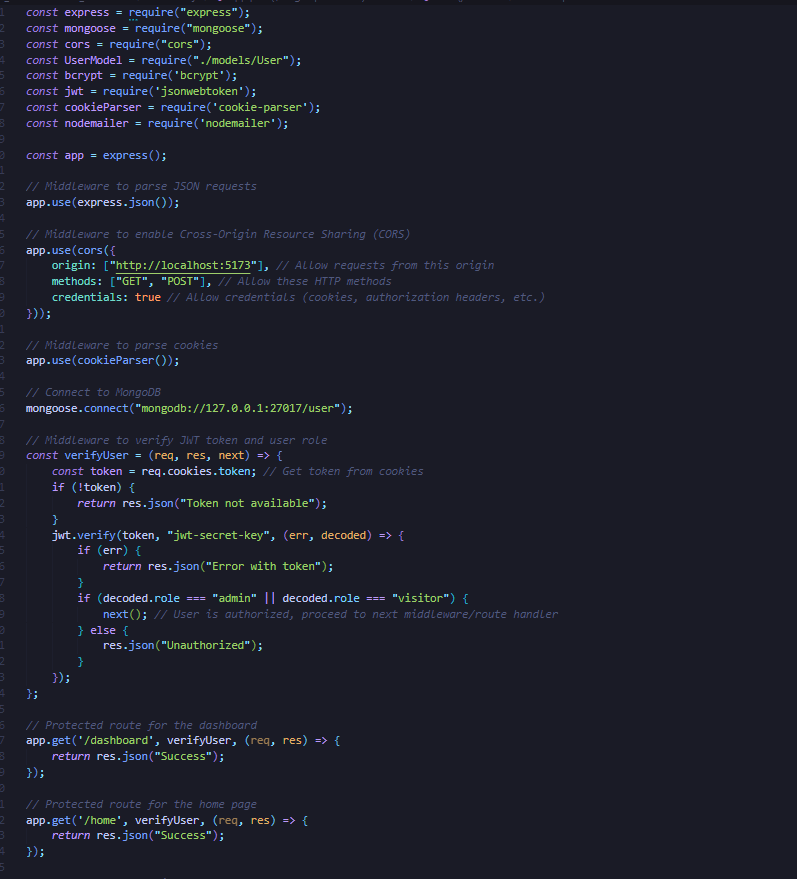 const express = require("express");
const mongoose = require("mongoose");
const cors = require("cors");
const UserModel = require("./models/User");
const bcrypt = require('bcrypt');
const jwt = require('jsonwebtoken');
const cookieParser = require('cookie-parser');
const nodemailer = require('nodemailer');
const app = express();
// Middleware to parse JSON requests
app.use(express.json());
// Middleware to enable Cross-Origin Resource Sharing (CORS)
app.use(cors({
origin: ["http://localhost:5173"], // Allow requests from this origin
methods: ["GET", "POST"], // Allow these HTTP methods
credentials: true // Allow credentials (cookies, authorization headers, etc.)
}));
// Middleware to parse cookies
app.use(cookieParser());
// Connect to MongoDB
mongoose.connect("mongodb://127.0.0.1:27017/user");
// Middleware to verify JWT token and user role
const verifyUser = (req, res, next) => {
const token = req.cookies.token; // Get token from cookies
if (!token) {
return res.json("Token not available");
}
jwt.verify(token, "jwt-secret-key", (err, decoded) => {
if (err) {
return res.json("Error with token");
}
if (decoded.role === "admin" || decoded.role === "visitor") {
next(); // User is authorized, proceed to next middleware/route handler
} else {
res.json("Unauthorized");
}
});
};
// Protected route for the dashboard
app.get('/dashboard', verifyUser, (req, res) => {
return res.json("Success");
});
// Protected route for the home page
app.get('/home', verifyUser, (req, res) => {
return res.json("Success");
});